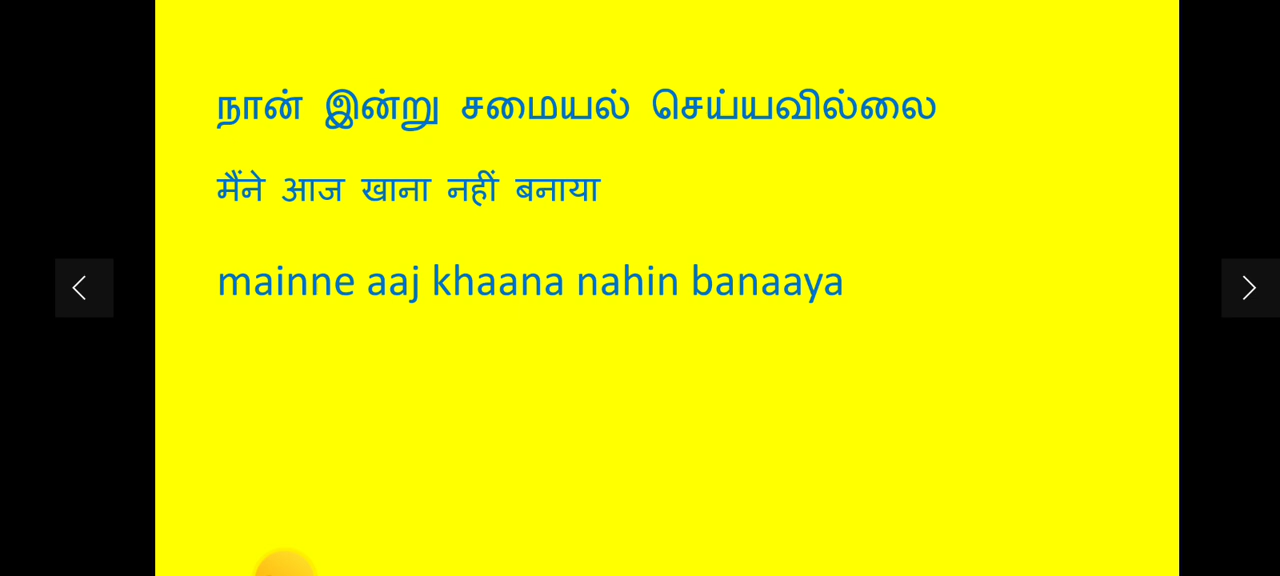 நான் இன்று சமையல் செய்யவில்லை
मैंने आज खाना नहीं बनाया
mainne aaj khaana nahin banaaya